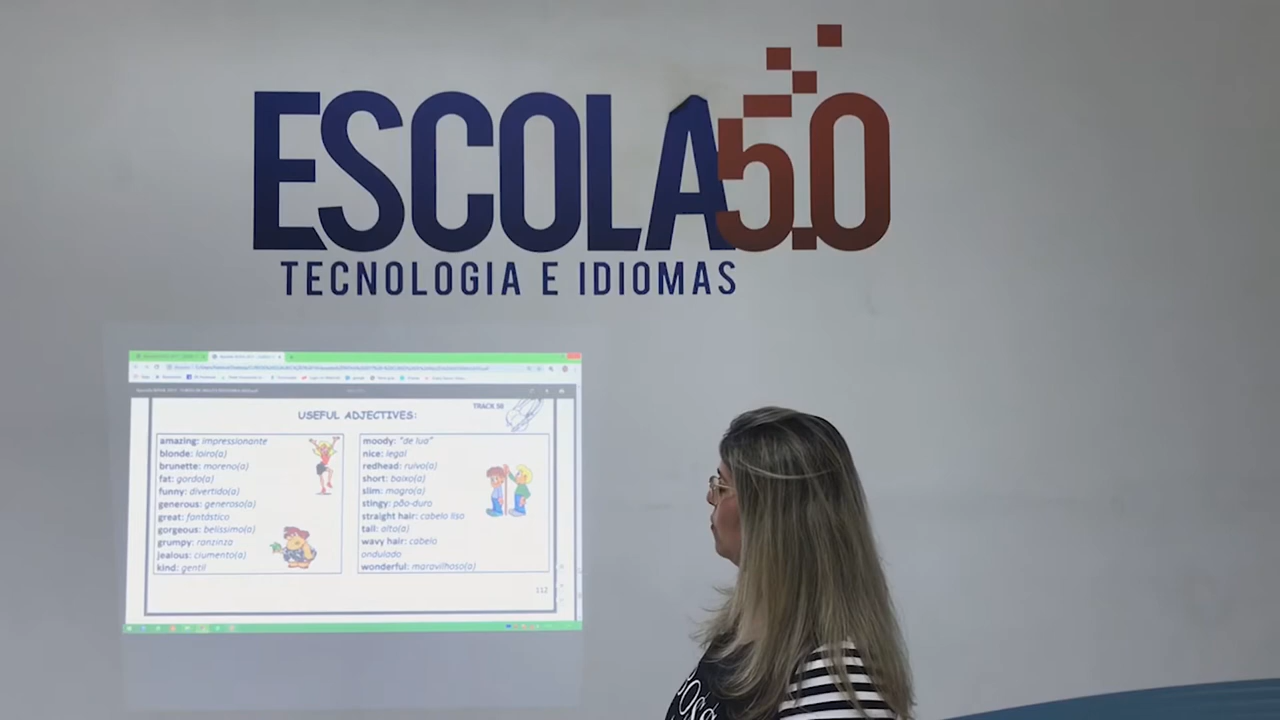 ESCOLA 5.0
TECNOLOGIA E IDIOMAS
TRACK 56
USEFUL ADJECTIVES:
amazing: impressionante
blonde: loiro(a)
brunette: moreno(a)
fat: gordo(a)
funny: divertido(a)
generous: generoso(a)
great: fantástico
gorgeous: belíssimo(a)
grumpy: ranzinza
jealous: ciumento(a)
kind: gentil
moody: "de lua"
nice: legal
redhead: ruivo(a)
short: baixo(a)
slim: magro(a)
stingy: pão-duro
straight hair: cabelo liso
tall: alto(a)
wavy hair: cabelo
ondulado
wonderful: maravilhoso(a)
112